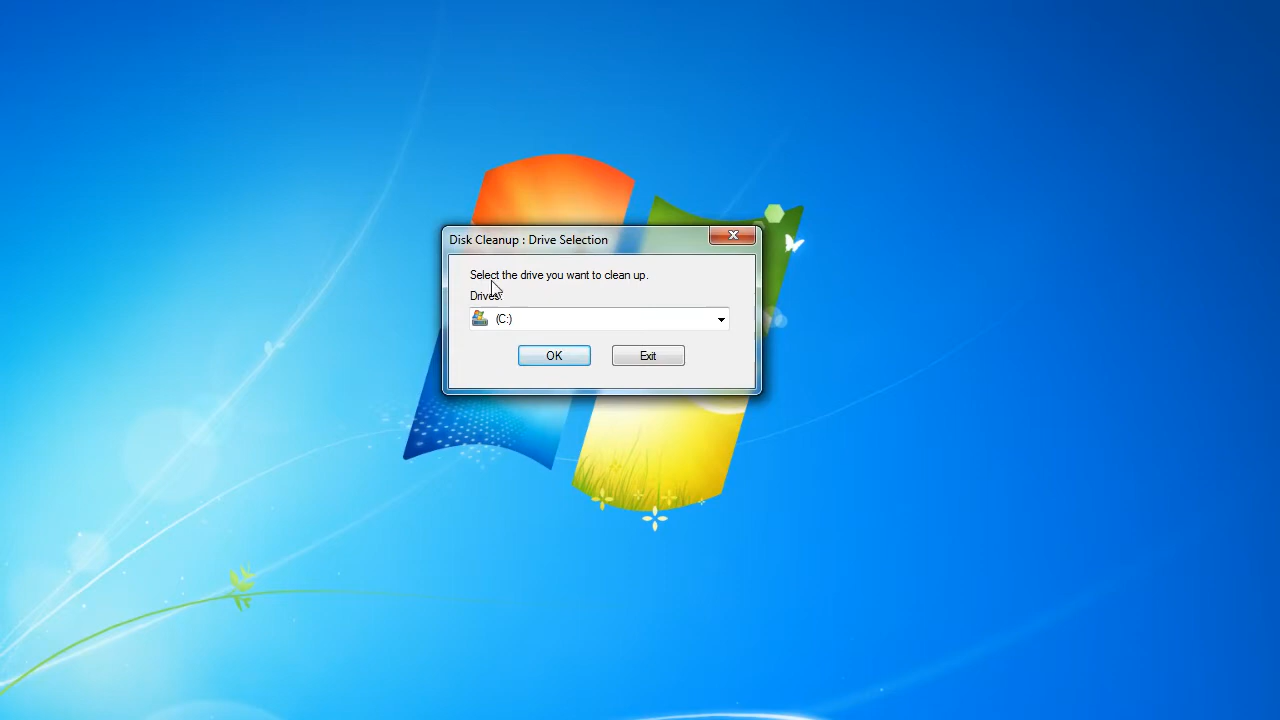 Disk Cleanup : Drive Selection
Select the drive you want to clean up.
Drives:
(C:)
OK
Exit